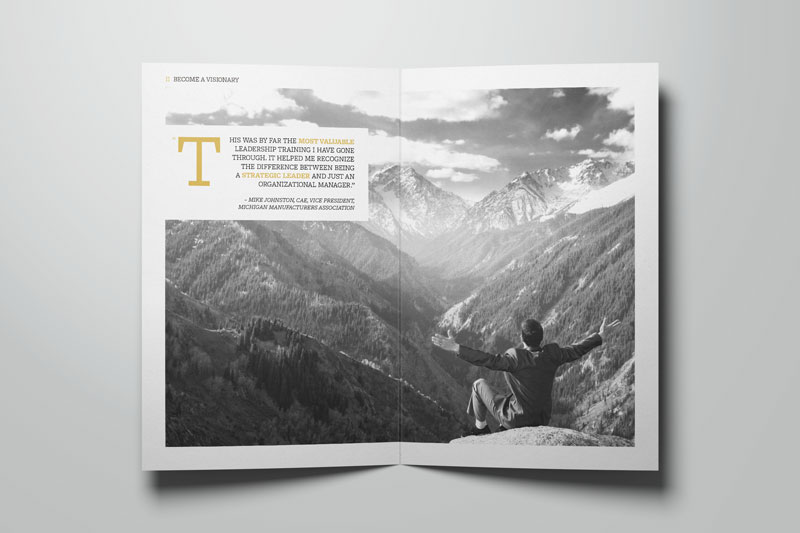 BECOME A VISIONARY
"THIS WAS BY FAR THE MOST VALUABLE
LEADERSHIP TRAINING I HAVE GONE
THROUGH. IT HELPED ME RECOGNIZE
THE DIFFERENCE BETWEEN BEING
A STRATEGIC LEADER AND JUST AN
ORGANIZATIONAL MANAGER."
– MIKE JOHNSTON, CAE, VICE PRESIDENT,
MICHIGAN MANUFACTURERS ASSOCIATION